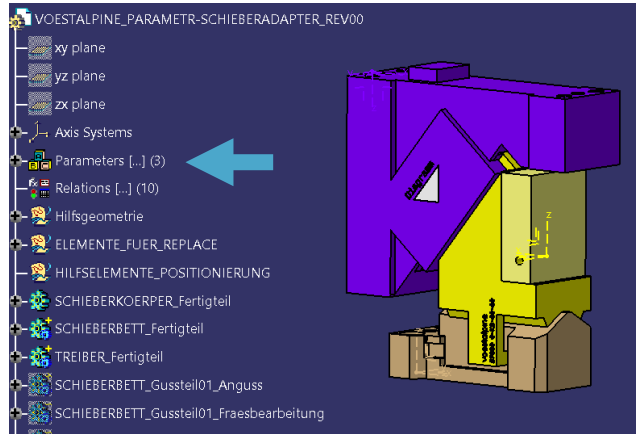 VOESTALPINE_PARAMETR-SCHIEBERADAPTER_REV00
xy plane
yz plane
zx plane
Axis Systems
Parameters [...] (3)
Relations [...] (10)
Hilfsgeometrie
ELEMENTE_FUER_REPLACE
HILFSELEMENTE_POSITIONIERUNG
SCHIEBERKOERPER_Fertigteil
SCHIEBERBETT_Fertigteil
TREIBER_Fertigteil
SCHIEBERBETT_Gussteil01_Anguss
SCHIEBERBETT_Gussteil01_Fraesbearbeitung
z